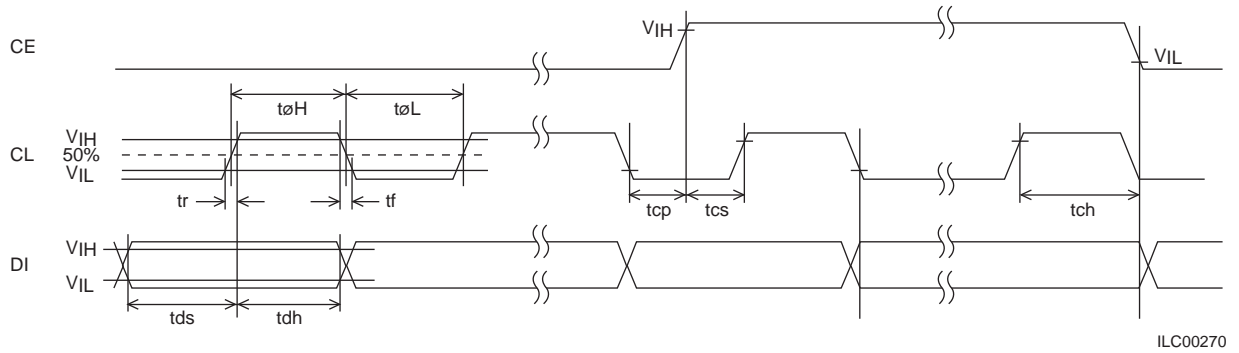 CE
VIH
VIL
tøH
tøL
VIH
CL
50%
VIL
tr
tf
tcp
tcs
tch
VIH
DI
VIL
tds
tdh
ILC00270